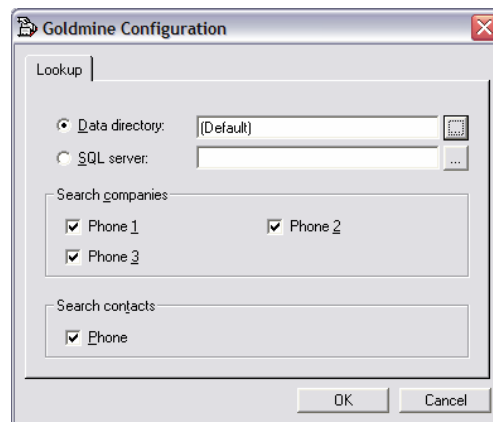 Goldmine Configuration
Lookup
Data directory: (Default)
SQL server: ...
Search companies
Phone 1 Phone 2
Phone 3
Search contacts
Phone
OK Cancel